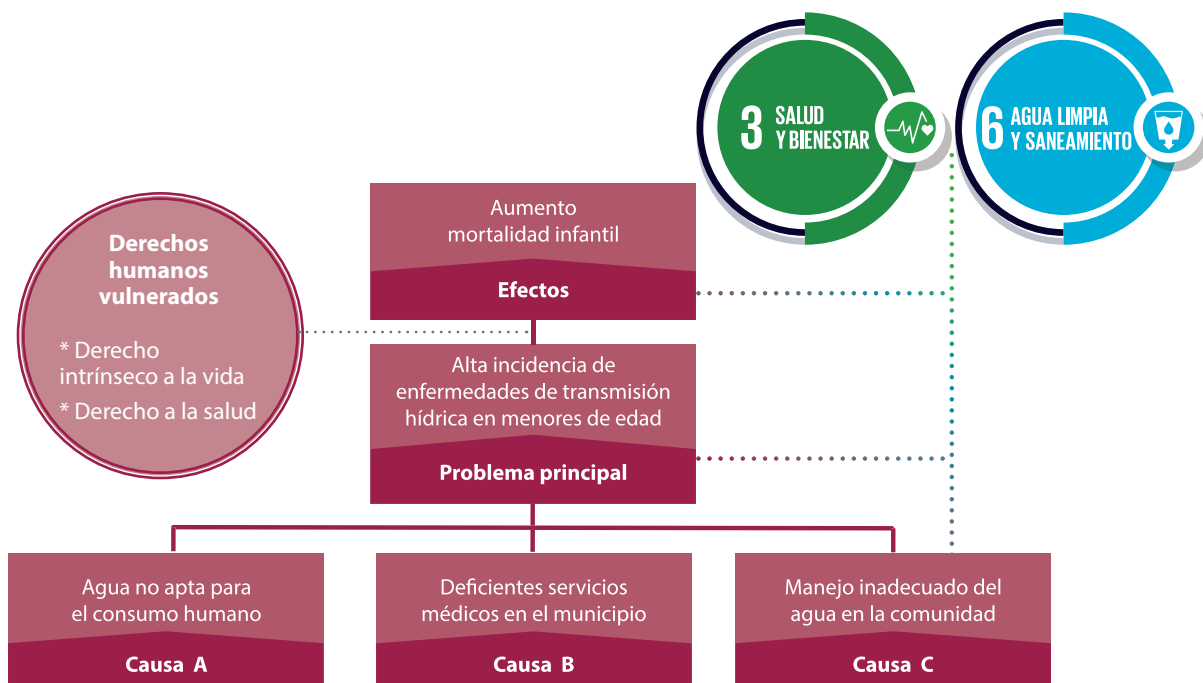 3 SALUD
Y BIENESTAR
6 AGUA LIMPIA
Y SANEAMIENTO
Derechos
humanos
vulnerados
* Derecho
intrínseco a la vida
* Derecho a la salud
Aumento
mortalidad infantil
Efectos
Alta incidencia de
enfermedades de transmisión
hídrica en menores de edad
Problema principal
Agua no apta para
el consumo humano
Causa A
Deficientes servicios
médicos en el municipio
Causa B
Manejo inadecuado del
agua en la comunidad
Causa C